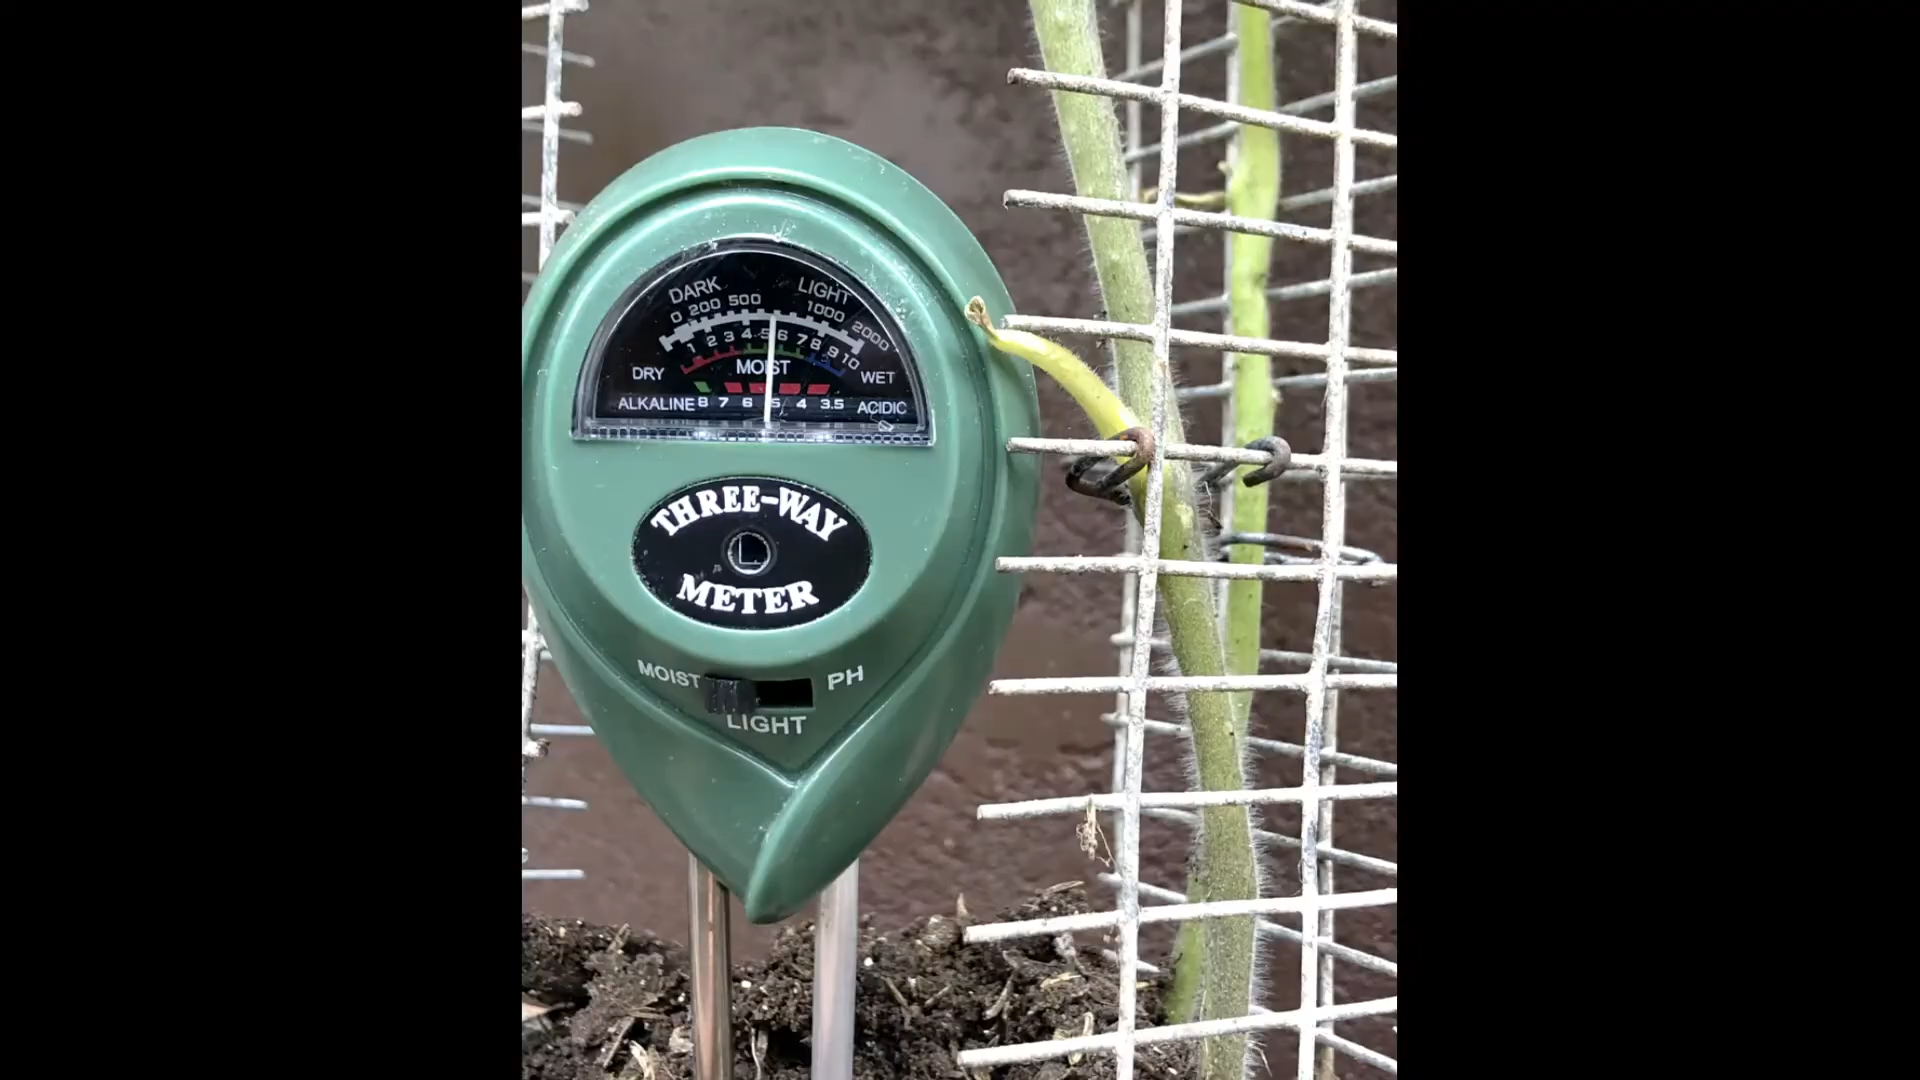 DARK LIGHT
0 200 500 1000 2000
1 2 3 4 5 6 7 8 9 10
DRY MOIST WET
ALKALINE 8 7 6 5 4 3.5 ACIDIC
THREE-WAY
L
METER
MOIST PH
LIGHT